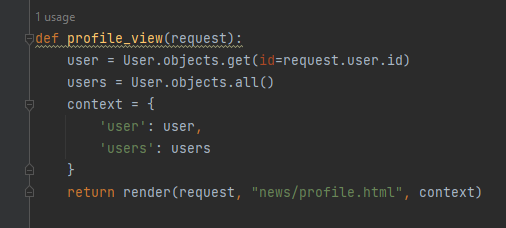 1 usage
def profile_view(request):
    user = User.objects.get(id=request.user.id)
    users = User.objects.all()
    context = {
        'user': user,
        'users': users
    }
    return render(request, "news/profile.html", context)